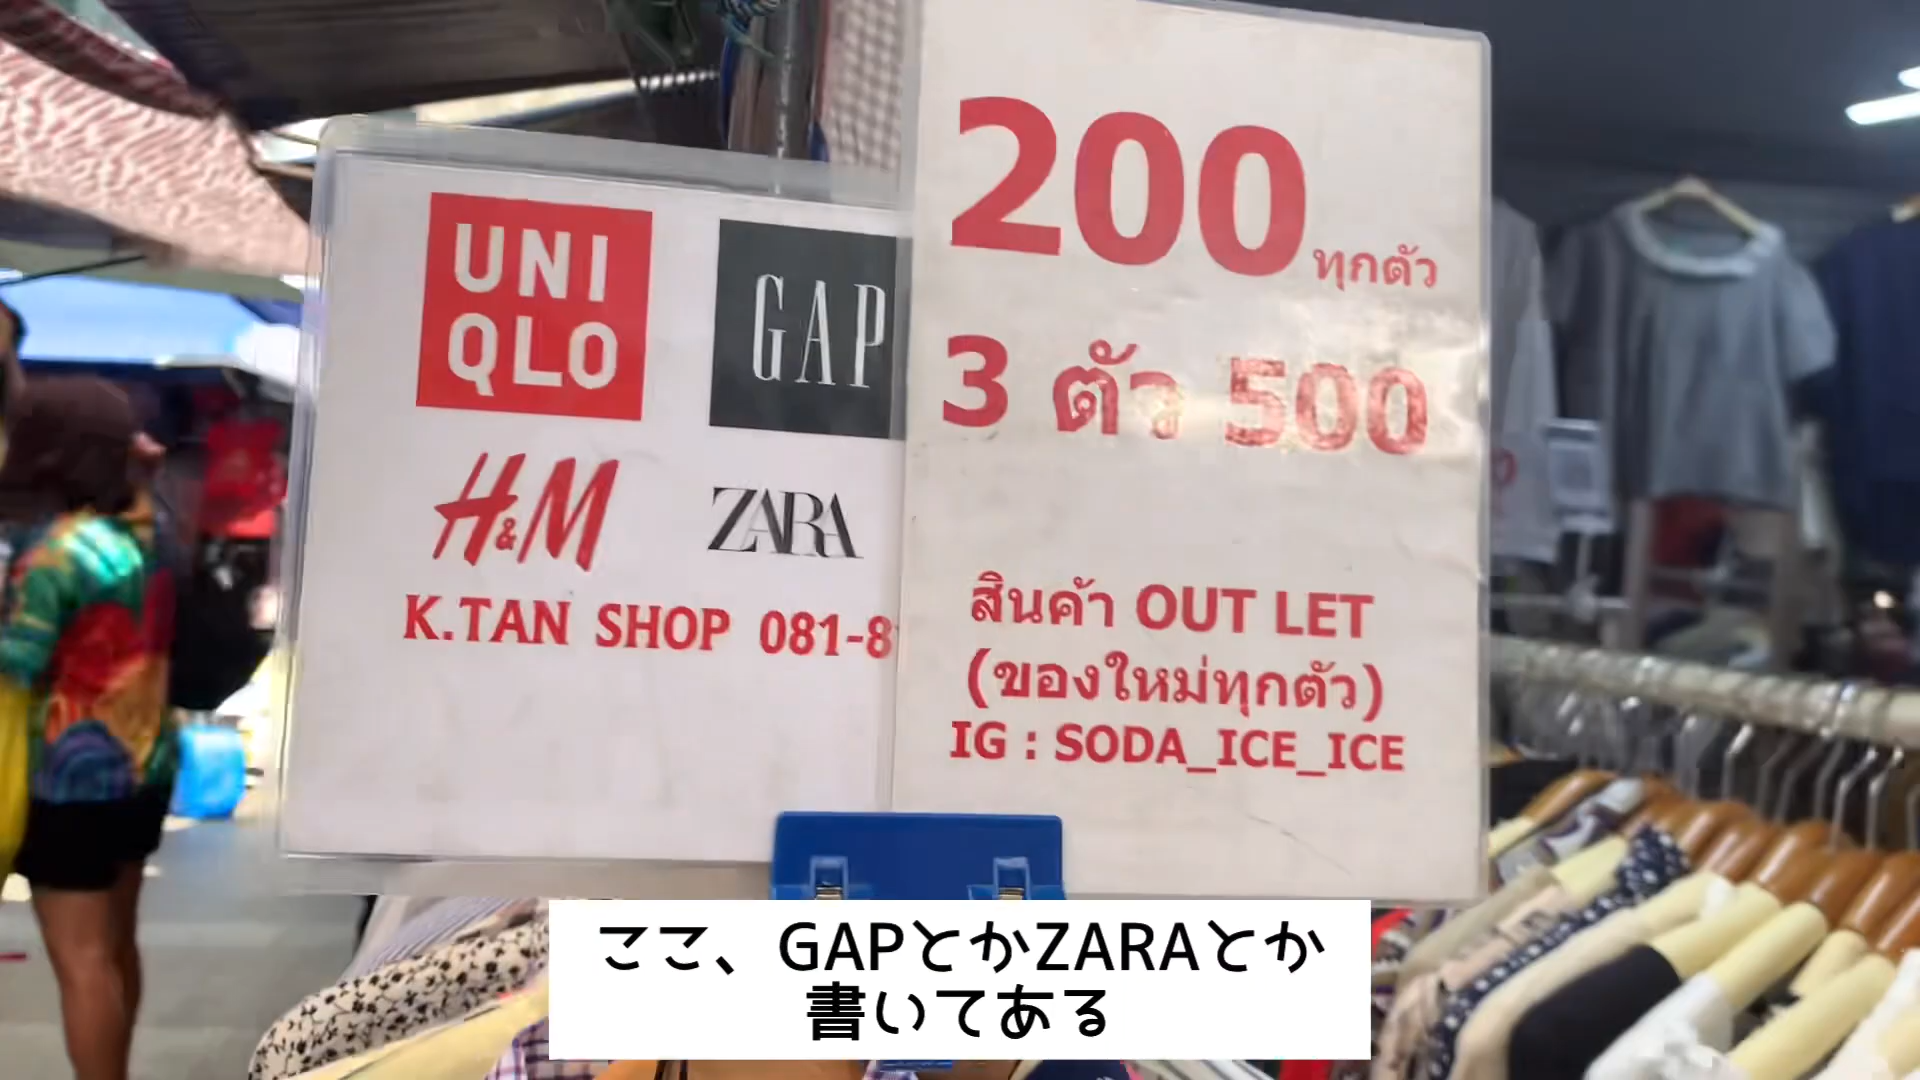 UNI
QLO
GAP
H&M
ZARA
K.TAN SHOP 081-8
200 ทุกตัว
3 ตัว 500
สินค้า OUT LET
(ของใหม่ทุกตัว)
IG : SODA_ICE_ICE
ここ、GAPとかZARAとか
書いてある